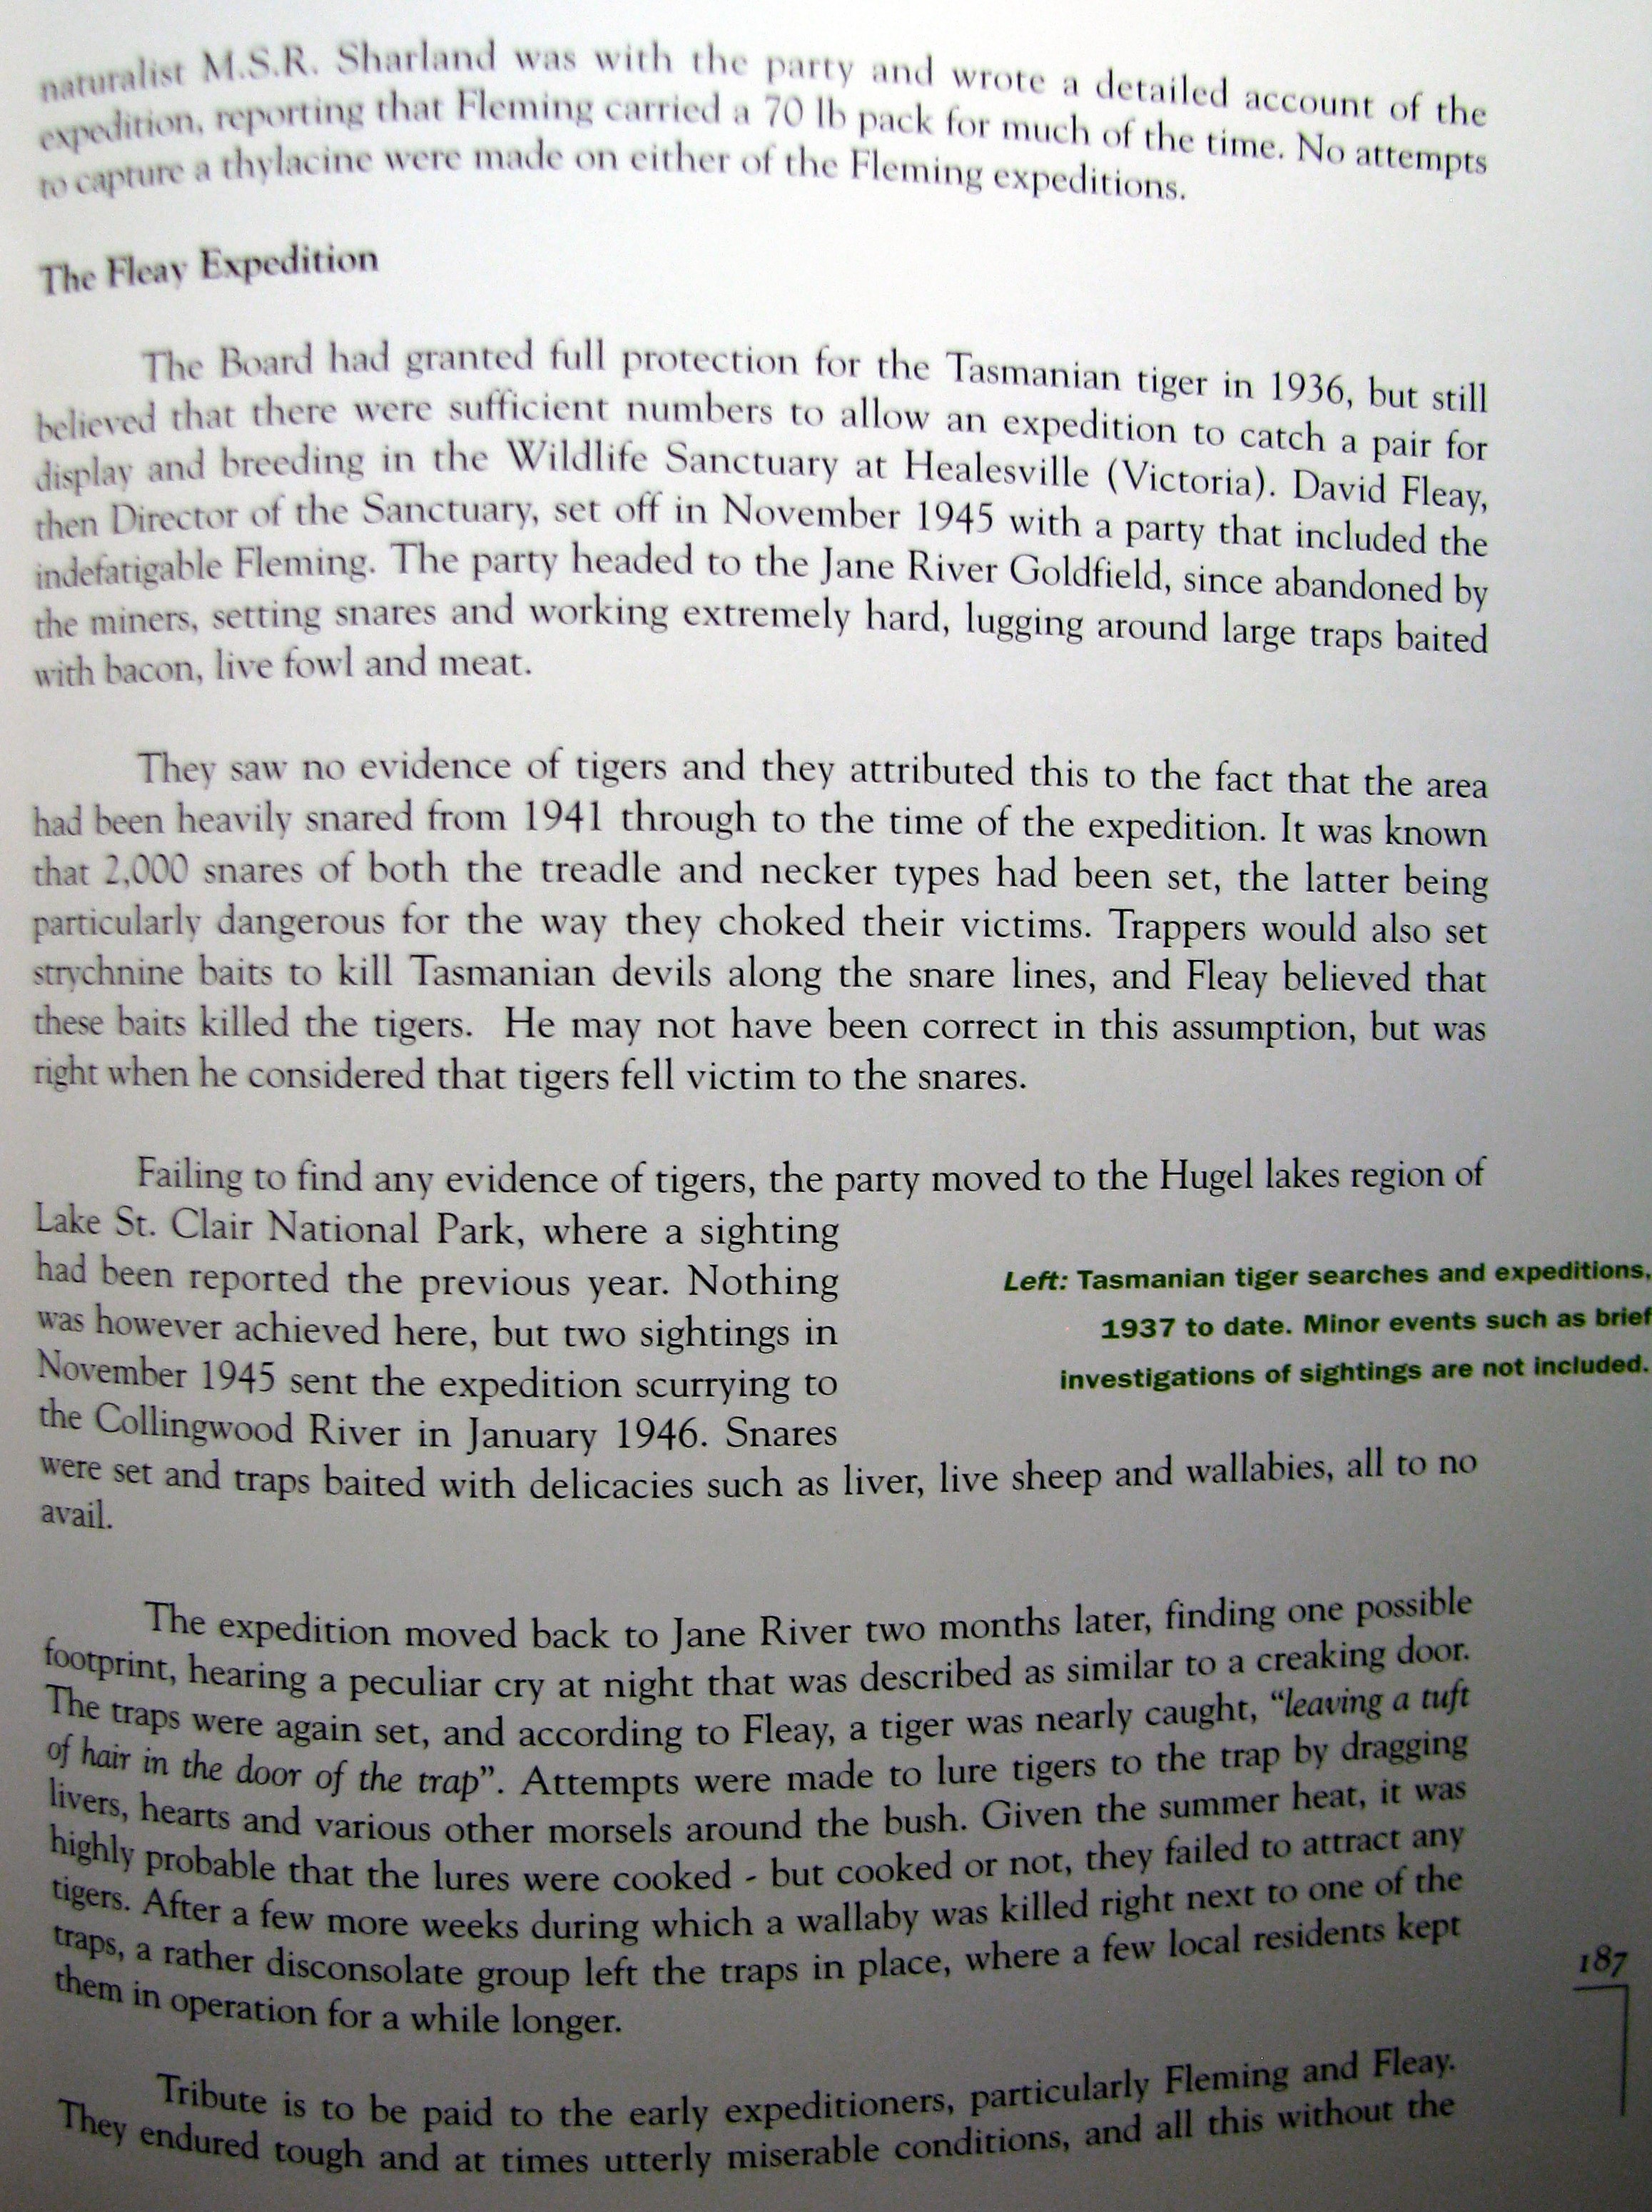 naturalist M.S.R. Sharland was with the party and wrote a detailed account of the
expedition, reporting that Fleming carried a 70 lb pack for much of the time. No attempts
to capture a thylacine were made on either of the Fleming expeditions.
The Fleay Expedition
The Board had granted full protection for the Tasmanian tiger in 1936, but still
believed that there were sufficient numbers to allow an expedition to catch a pair for
display and breeding in the Wildlife Sanctuary at Healesville (Victoria). David Fleay,
then Director of the Sanctuary, set off in November 1945 with a party that included the
indefatigable Fleming. The party headed to the Jane River Goldfield, since abandoned by
the miners, setting snares and working extremely hard, lugging around large traps baited
with bacon, live fowl and meat.
They saw no evidence of tigers and they attributed this to the fact that the area
had been heavily snared from 1941 through to the time of the expedition. It was known
that 2,000 snares of both the treadle and necker types had been set, the latter being
particularly dangerous for the way they choked their victims. Trappers would also set
strychnine baits to kill Tasmanian devils along the snare lines, and Fleay believed that
these baits killed the tigers.  He may not have been correct in this assumption, but was
right when he considered that tigers fell victim to the snares.
Failing to find any evidence of tigers, the party moved to the Hugel lakes region of
Lake St. Clair National Park, where a sighting
had been reported the previous year. Nothing
was however achieved here, but two sightings in
November 1945 sent the expedition scurrying to
the Collingwood River in January 1946. Snares
were set and traps baited with delicacies such as liver, live sheep and wallabies, all to no
avail.
Left: Tasmanian tiger searches and expeditions,
1937 to date. Minor events such as brief
investigations of sightings are not included.
The expedition moved back to Jane River two months later, finding one possible
footprint, hearing a peculiar cry at night that was described as similar to a creaking door.
The traps were again set, and according to Fleay, a tiger was nearly caught, “leaving a tuft
of hair in the door of the trap”. Attempts were made to lure tigers to the trap by dragging
livers, hearts and various other morsels around the bush. Given the summer heat, it was
highly probable that the lures were cooked - but cooked or not, they failed to attract any
tigers. After a few more weeks during which a wallaby was killed right next to one of the
traps, a rather disconsolate group left the traps in place, where a few local residents kept
them in operation for a while longer.
187
Tribute is to be paid to the early expeditioners, particularly Fleming and Fleay.
They endured tough and at times utterly miserable conditions, and all this without the